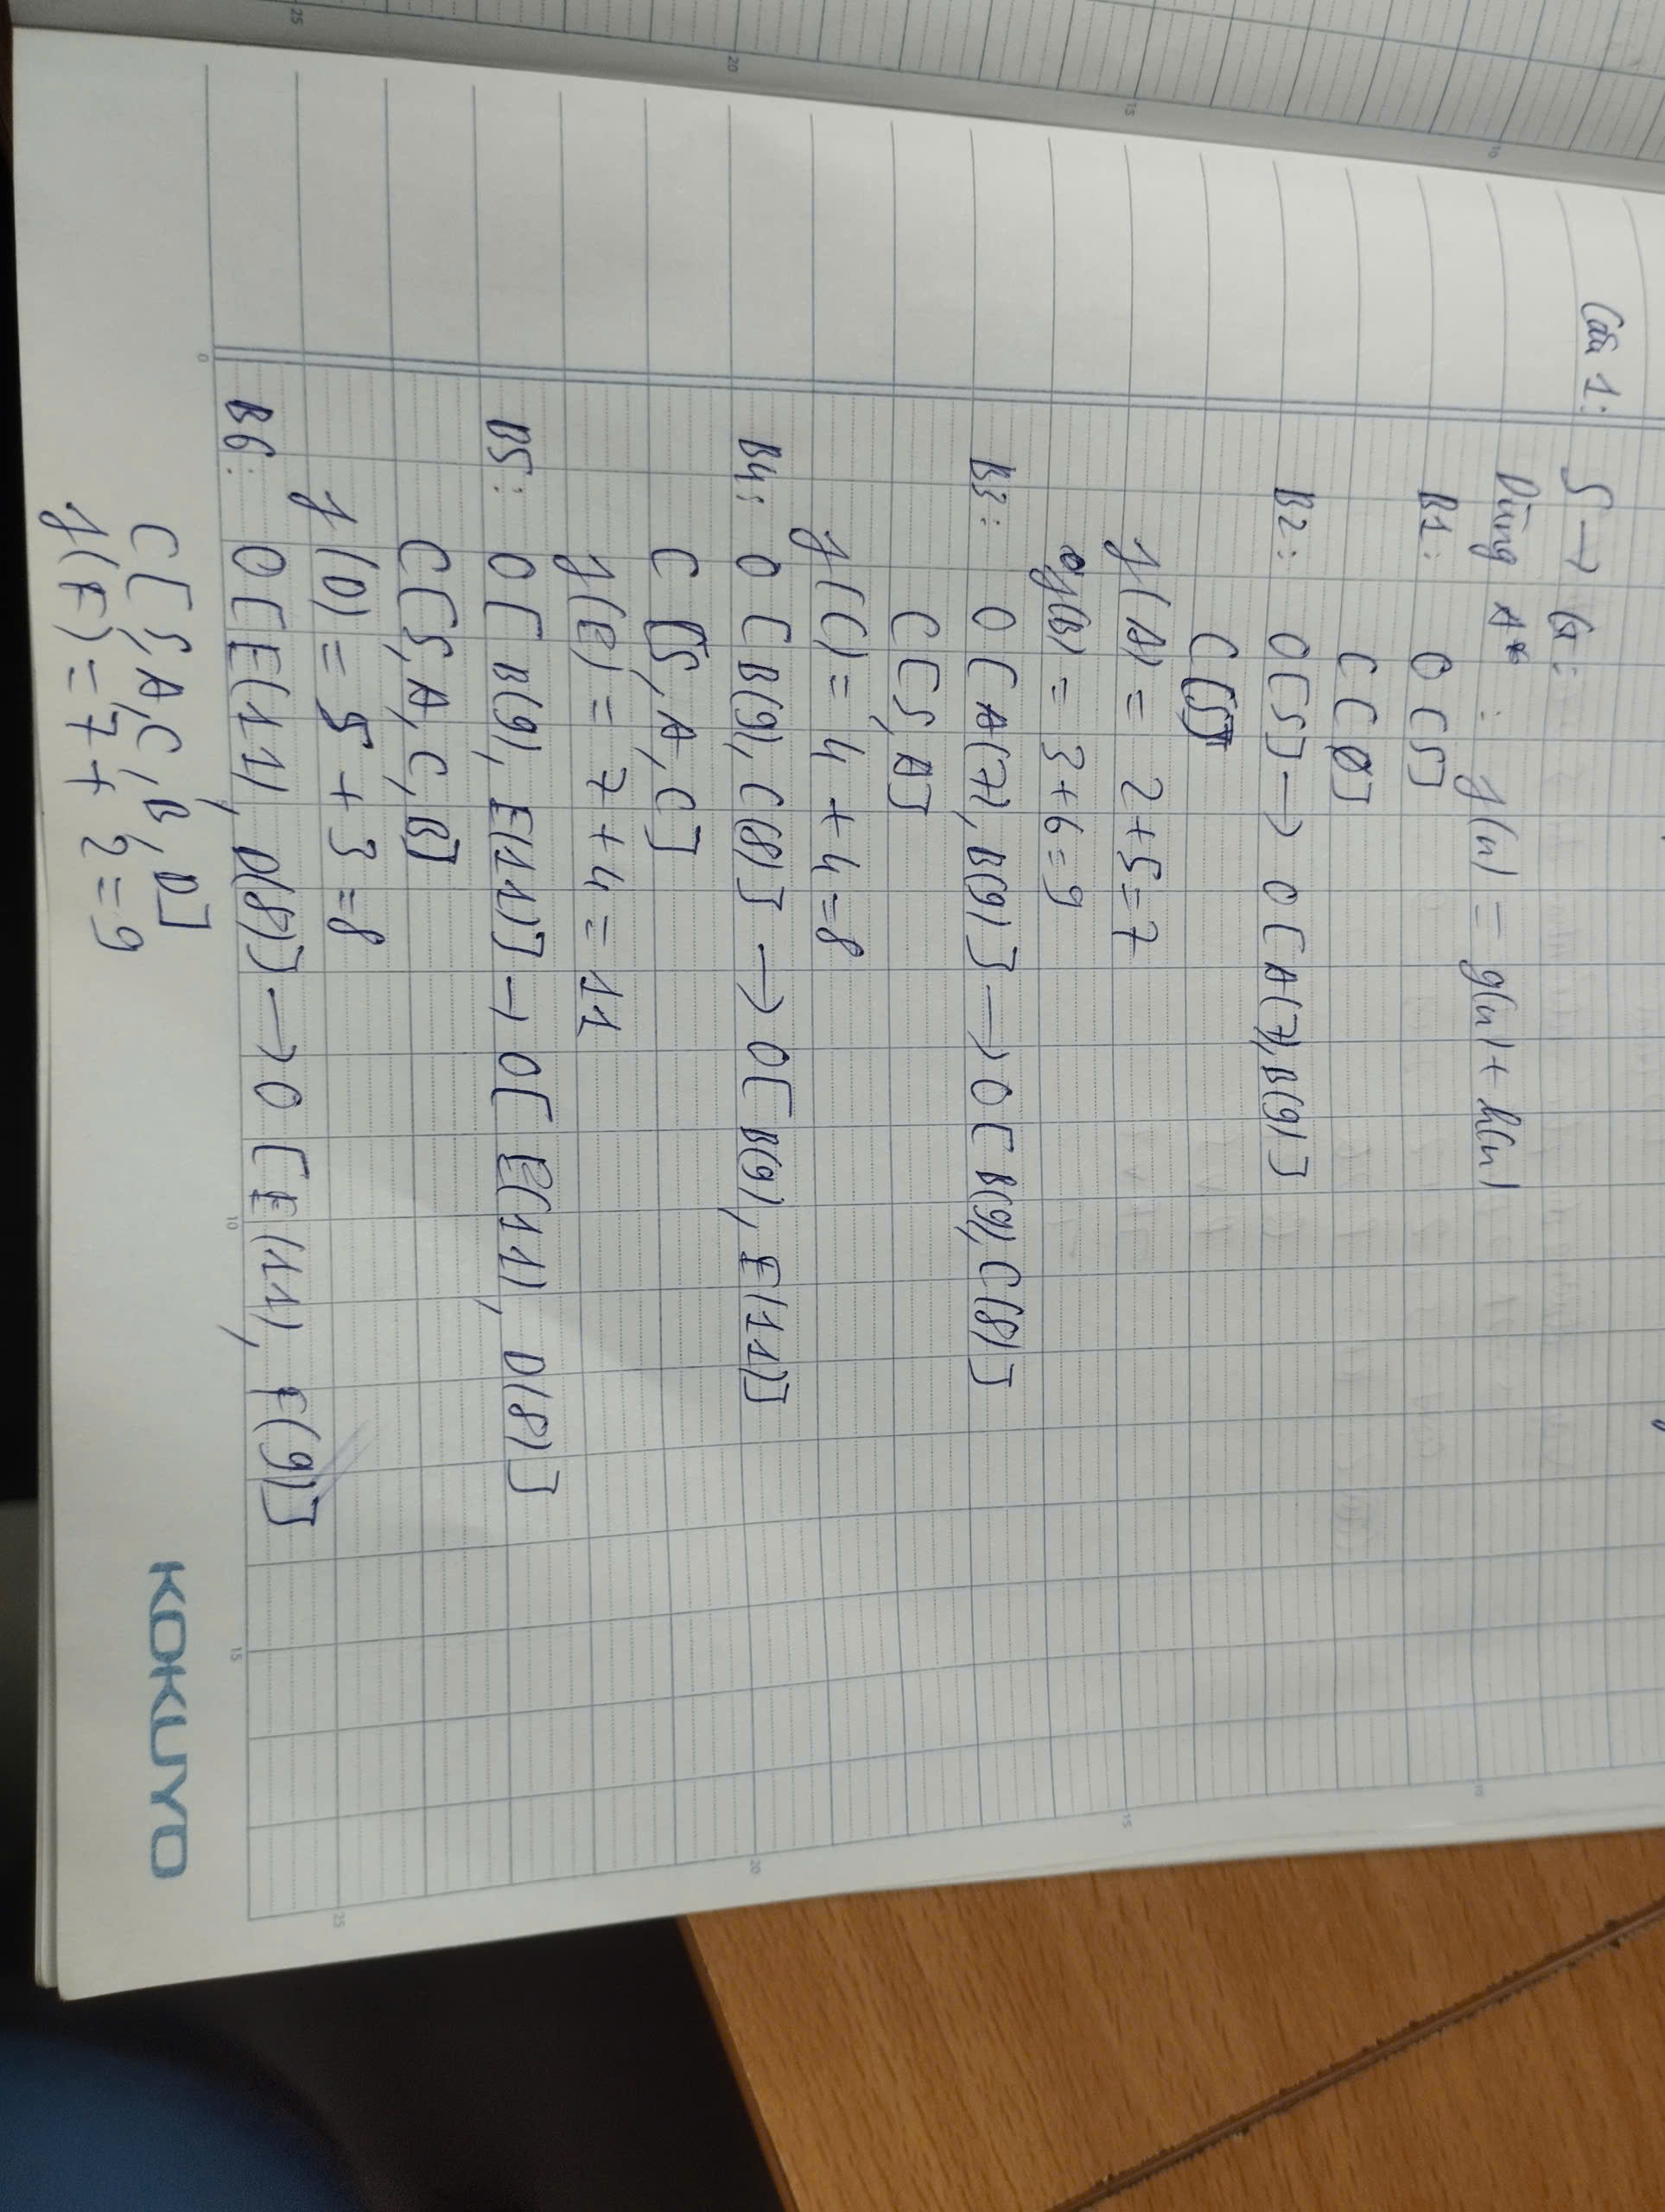 Câu 1: S → G:
Dùng A* : f(n) = g(n) + h(n)
B1: O [S]
C [∅]
B2: O[S] → O [A(7), B(9)]
C [S]
f(A) = 2+5=7
f(B) = 3+6=9
B3: O [A(7), B(9)] → O [B(9), C(8)]
C [S, A]
f(C) = 4 + 4 = 8
B4: O [B(9), C(8)] → O[B(9), E(11)]
C [S, A, C]
f(E) = 7 + 4 = 11
B5: O [B(9), E(11)] → O[E(11), D(8)]
C[S, A, C, B]
f(D) = 5 + 3 = 8
B6: O [E(11), D(8)] → O [E(11), F(9)]
C [S, A, C, B, D]
f(F) = 7 + 2 = 9
KOKUYO